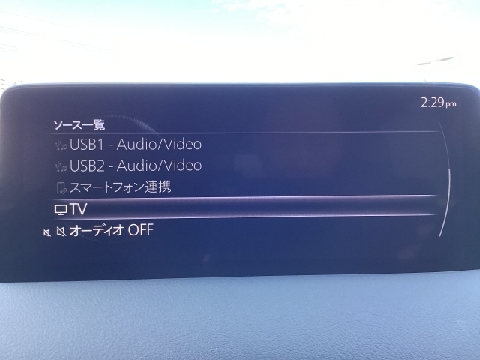 2:29pm
ソース一覧
USB1 - Audio/Video
USB2 - Audio/Video
スマートフォン連携
TV
オーディオ OFF